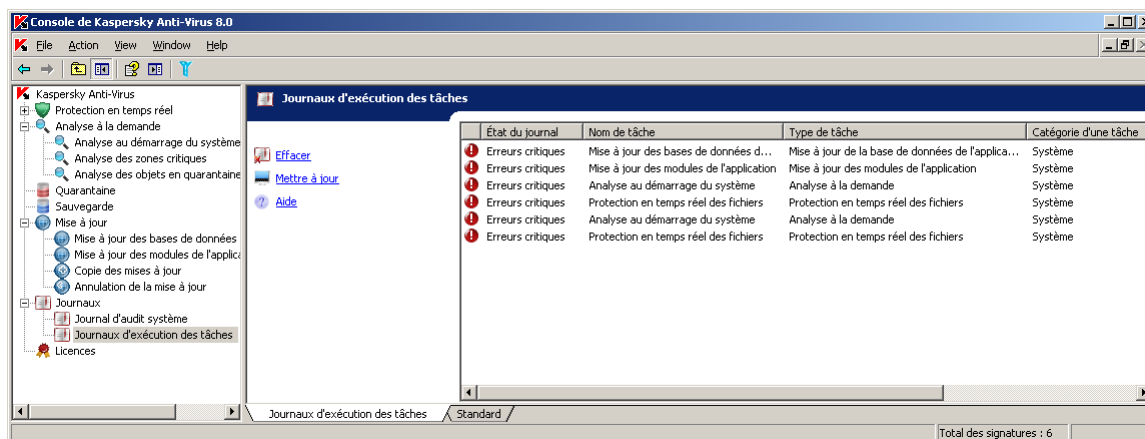 Console de Kaspersky Anti-Virus 8.0
File Action View Window Help
Kaspersky Anti-Virus
Protection en temps réel
Analyse à la demande
Analyse au démarrage du système
Analyse des zones critiques
Analyse des objets en quarantaine
Quarantaine
Sauvegarde
Mise à jour
Mise à jour des bases de données
Mise à jour des modules de l'applica
Copie des mises à jour
Annulation de la mise à jour
Journaux
Journal d'audit système
Journaux d'exécution des tâches
Licences
Journaux d'exécution des tâches
Effacer
Mettre à jour
Aide
État du journal Nom de tâche Type de tâche Catégorie d'une tâche
Erreurs critiques Mise à jour des bases de données d... Mise à jour de la base de données de l'applica... Système
Erreurs critiques Mise à jour des modules de l'application Mise à jour des modules de l'application Système
Erreurs critiques Analyse au démarrage du système Analyse à la demande Système
Erreurs critiques Protection en temps réel des fichiers Protection en temps réel des fichiers Système
Erreurs critiques Analyse au démarrage du système Analyse à la demande Système
Erreurs critiques Protection en temps réel des fichiers Protection en temps réel des fichiers Système
Journaux d'exécution des tâches Standard
Total des signatures : 6